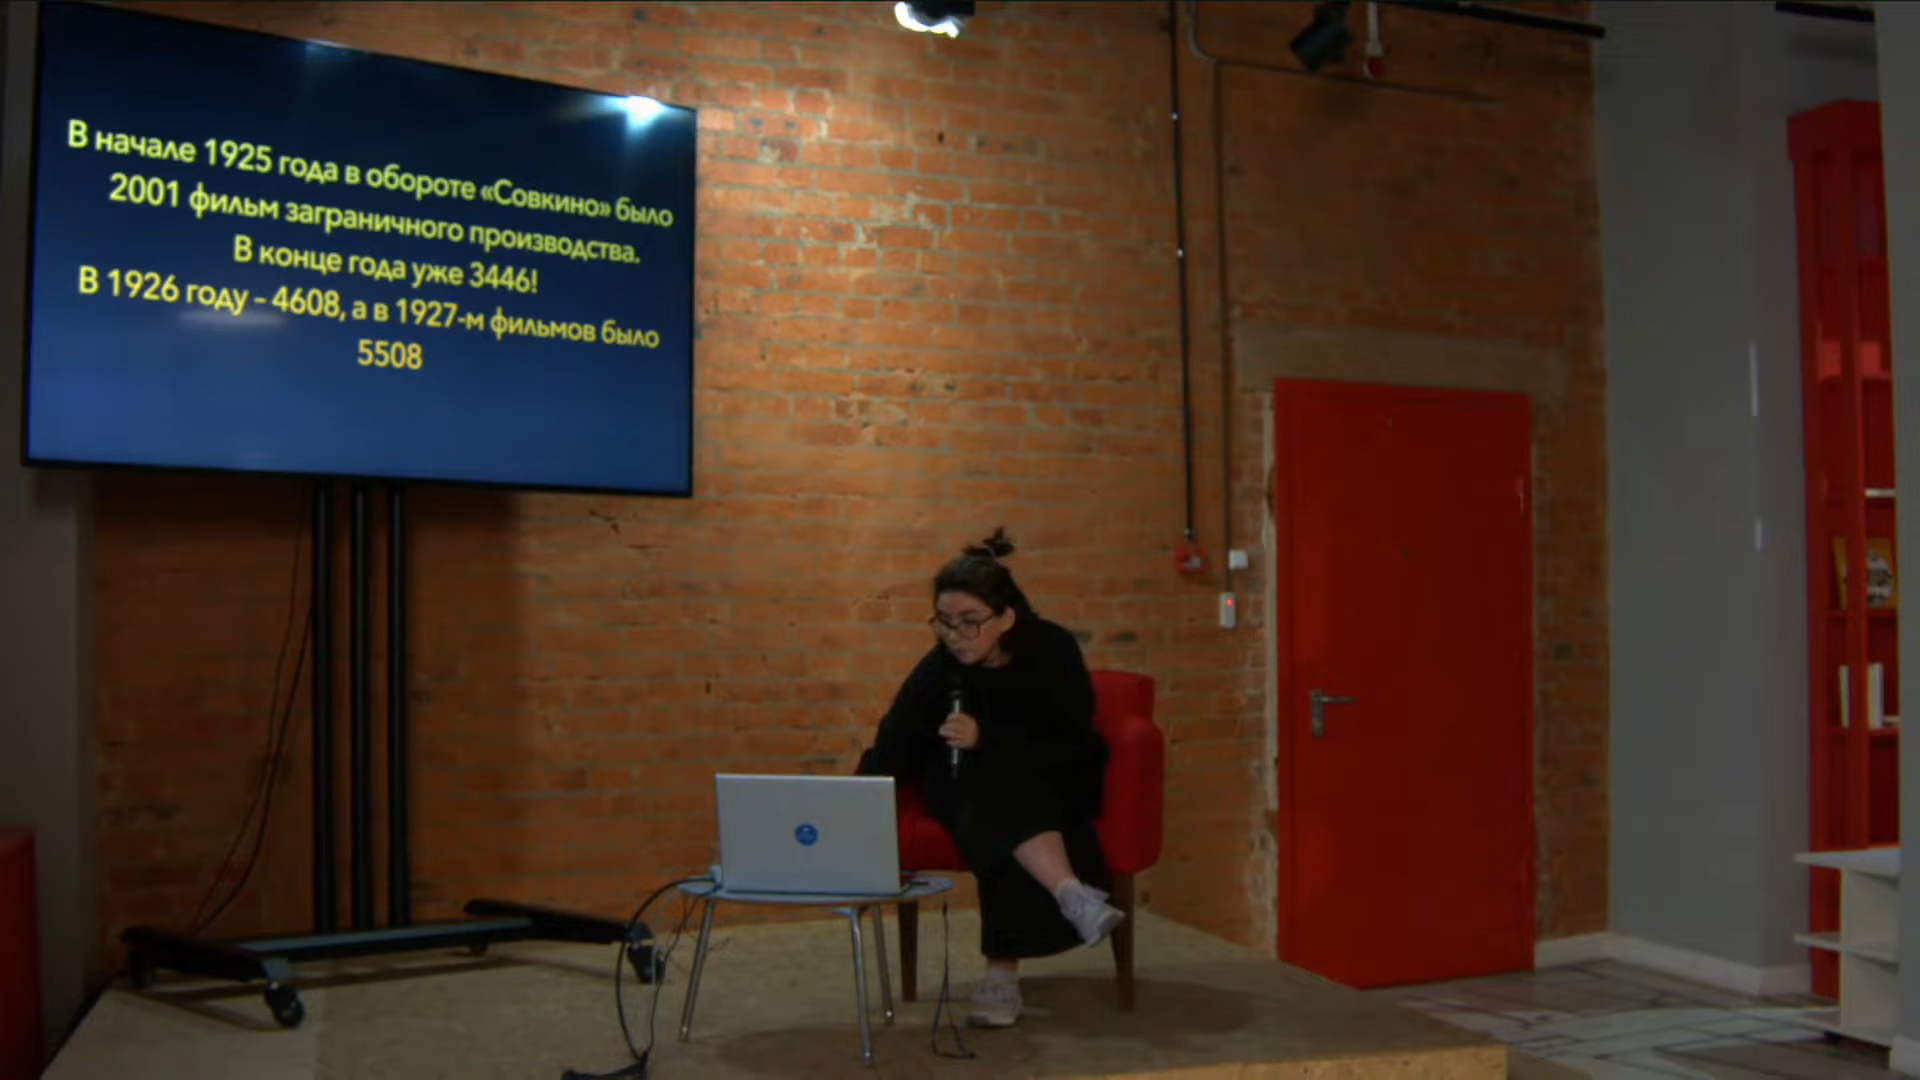 В начале 1925 года в обороте «Совкино» было
2001 фильм заграничного производства.
В конце года уже 3446!
В 1926 году - 4608, а в 1927-м фильмов было
5508